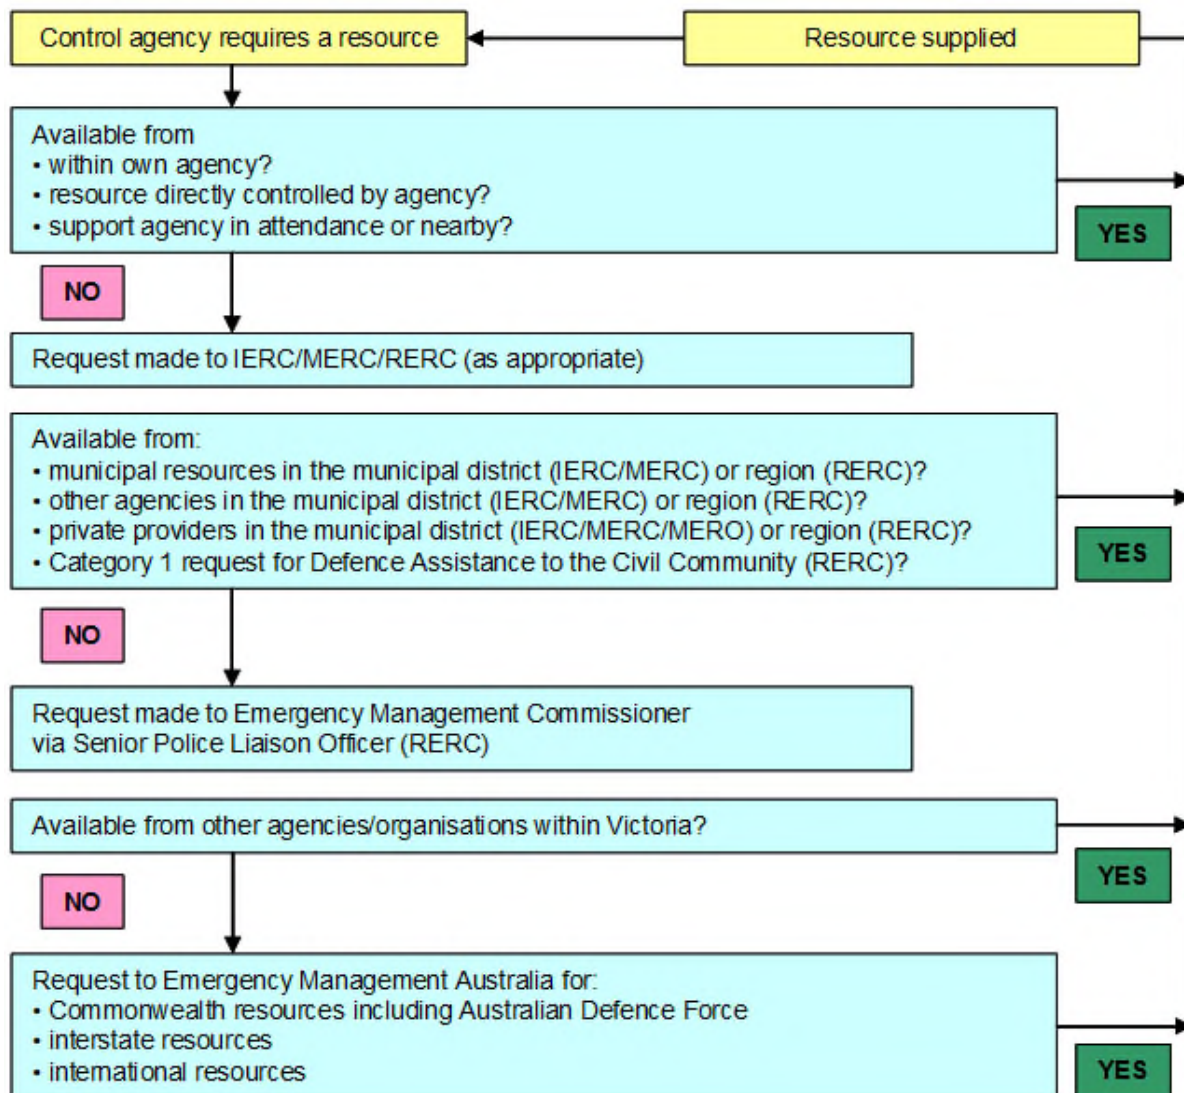 Control agency requires a resource
Resource supplied
Available from
• within own agency?
• resource directly controlled by agency?
• support agency in attendance or nearby?
YES
NO
Request made to IERC/MERC/RERC (as appropriate)
Available from:
• municipal resources in the municipal district (IERC/MERC) or region (RERC)?
• other agencies in the municipal district (IERC/MERC) or region (RERC)?
• private providers in the municipal district (IERC/MERC/MERO) or region (RERC)?
• Category 1 request for Defence Assistance to the Civil Community (RERC)?
YES
NO
Request made to Emergency Management Commissioner
via Senior Police Liaison Officer (RERC)
Available from other agencies/organisations within Victoria?
YES
NO
Request to Emergency Management Australia for:
• Commonwealth resources including Australian Defence Force
• interstate resources
• international resources
YES